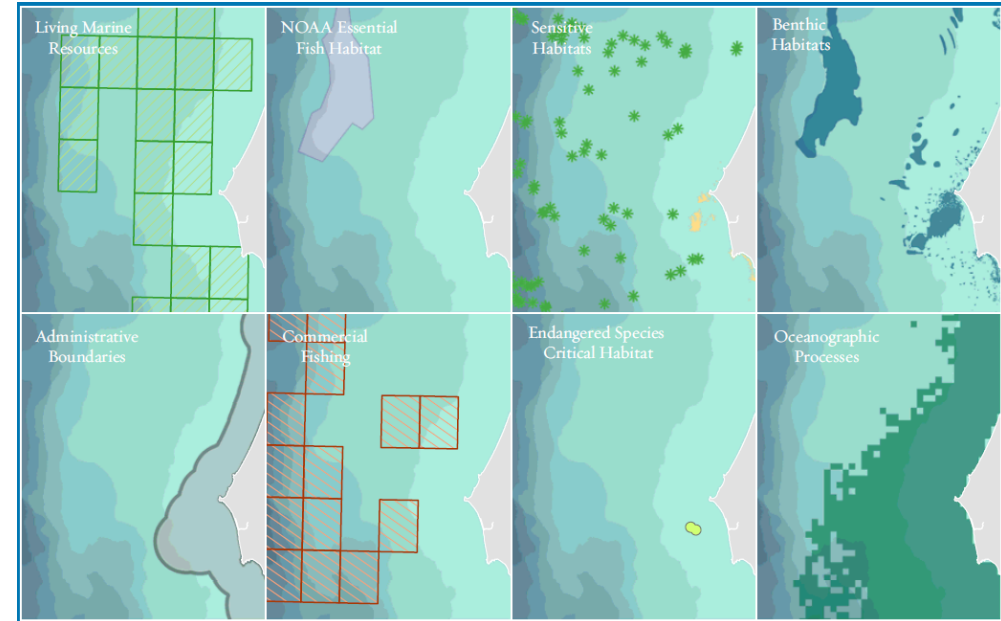 Living Marine
Resources
NOAA Essential
Fish Habitat
Sensitive
Habitats
Benthic
Habitats
Administrative
Boundaries
Commercial
Fishing
Endangered Species
Critical Habitat
Oceanographic
Processes